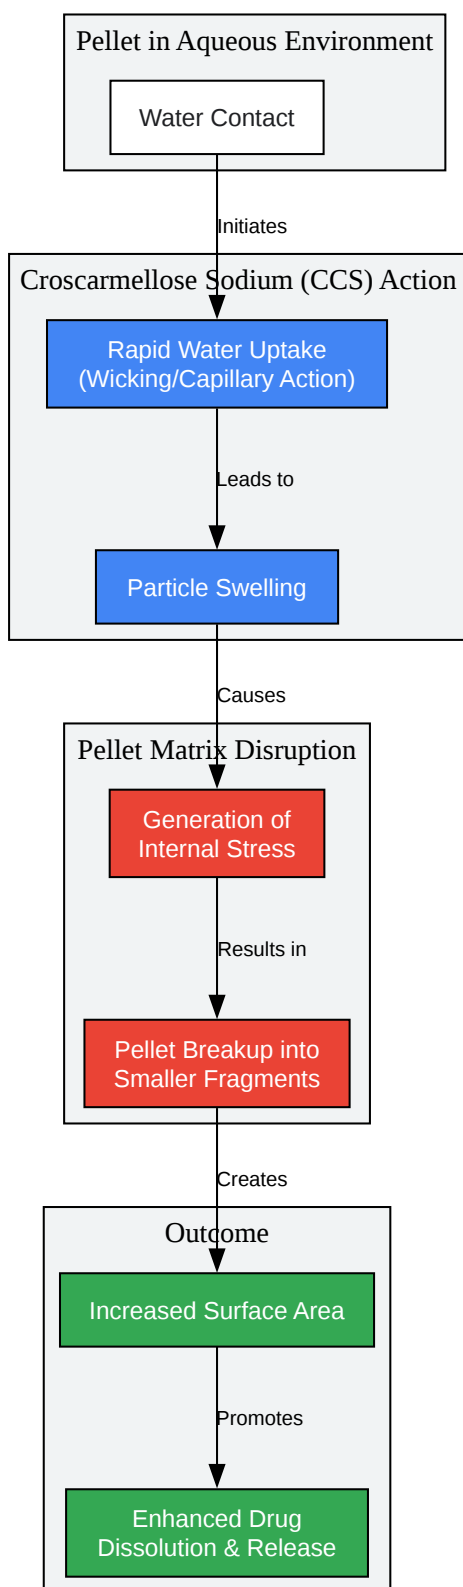 Pellet in Aqueous Environment
Water Contact
Initiates
Croscarmellose Sodium (CCS) Action
Rapid Water Uptake
(Wicking/Capillary Action)
Leads to
Particle Swelling
Causes
Pellet Matrix Disruption
Generation of
Internal Stress
Results in
Pellet Breakup into
Smaller Fragments
Creates
Outcome
Increased Surface Area
Promotes
Enhanced Drug
Dissolution & Release